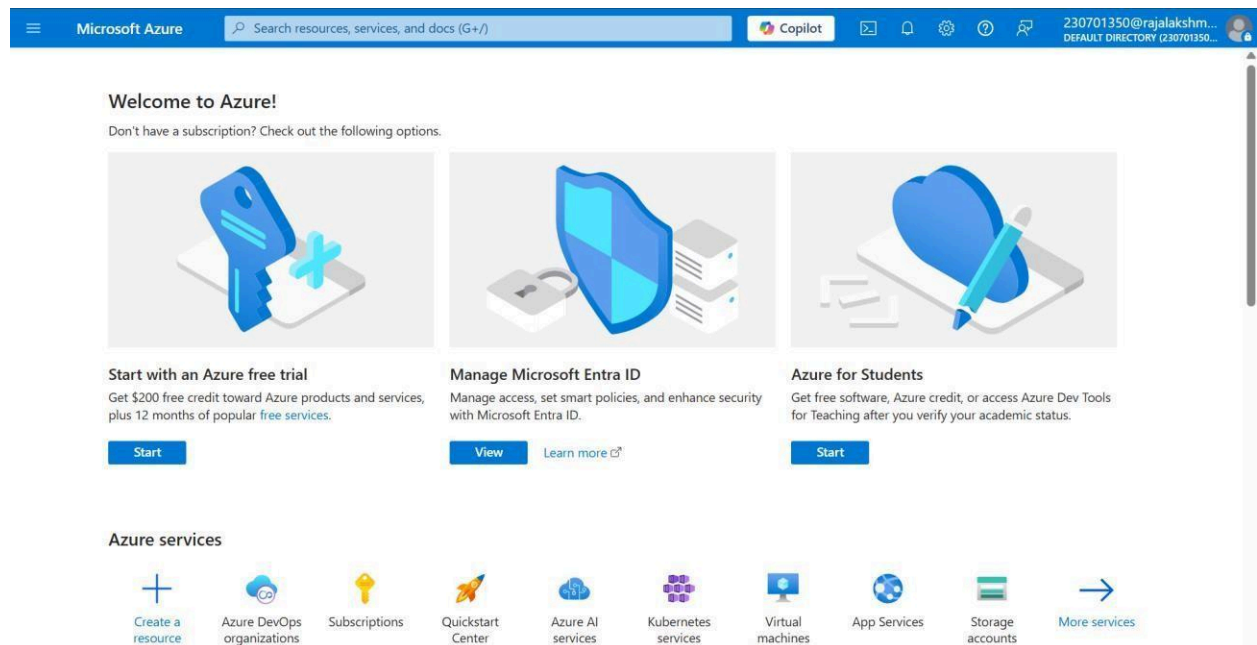 Microsoft Azure
Search resources, services, and docs (G+/)
Copilot
230701350@rajalakshm...
DEFAULT DIRECTORY (230701350...
Welcome to Azure!
Don't have a subscription? Check out the following options.
Start with an Azure free trial
Get $200 free credit toward Azure products and services,
plus 12 months of popular free services.
Start
Manage Microsoft Entra ID
Manage access, set smart policies, and enhance security
with Microsoft Entra ID.
View
Learn more
Azure for Students
Get free software, Azure credit, or access Azure Dev Tools
for Teaching after you verify your academic status.
Start
Azure services
Create a
resource
Azure DevOps
organizations
Subscriptions
Quickstart
Center
Azure AI
services
Kubernetes
services
Virtual
machines
App Services
Storage
accounts
More services